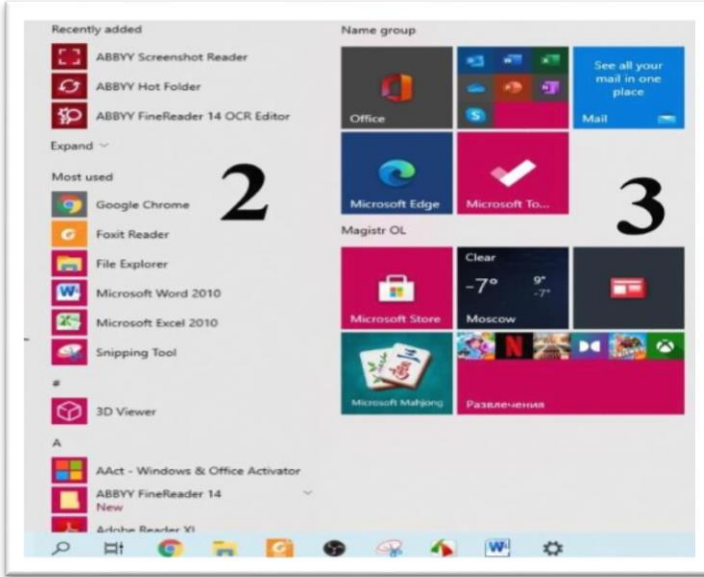 Recently added
ABBYY Screenshot Reader
ABBYY Hot Folder
ABBYY FineReader 14 OCR Editor
Expand
Most used
2
Google Chrome
Foxit Reader
File Explorer
Microsoft Word 2010
Microsoft Excel 2010
Snipping Tool
#
3D Viewer
A
AAct - Windows & Office Activator
ABBYY FineReader 14
New
Adobe Reader XI
Name group
Office
See all your
mail in one
place
Mail
Microsoft Edge
Microsoft To...
3
Magistr OL
Microsoft Store
Clear
-7° 9°
-7°
Moscow
Microsoft Mahjong
Развлечения